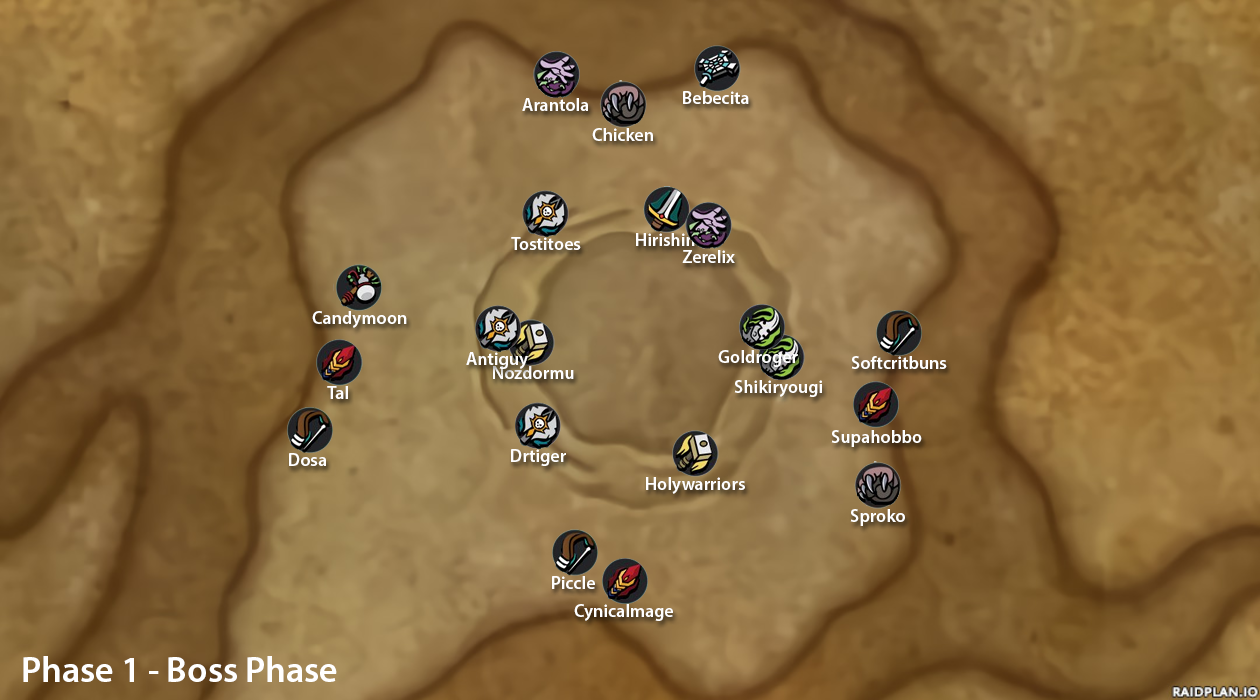 Arantola
Bebecita
Chicken
Tostitoes
Hirishin
Zerelix
Candymoon
Antiguy
Nozdormu
Goldroger
Shikiryougi
Softcritbuns
Tal
Dosa
Drtiger
Holywarriors
Supahobbo
Sproko
Piccle
Cynicalmage
Phase 1 - Boss Phase
RAIDPLAN.IO